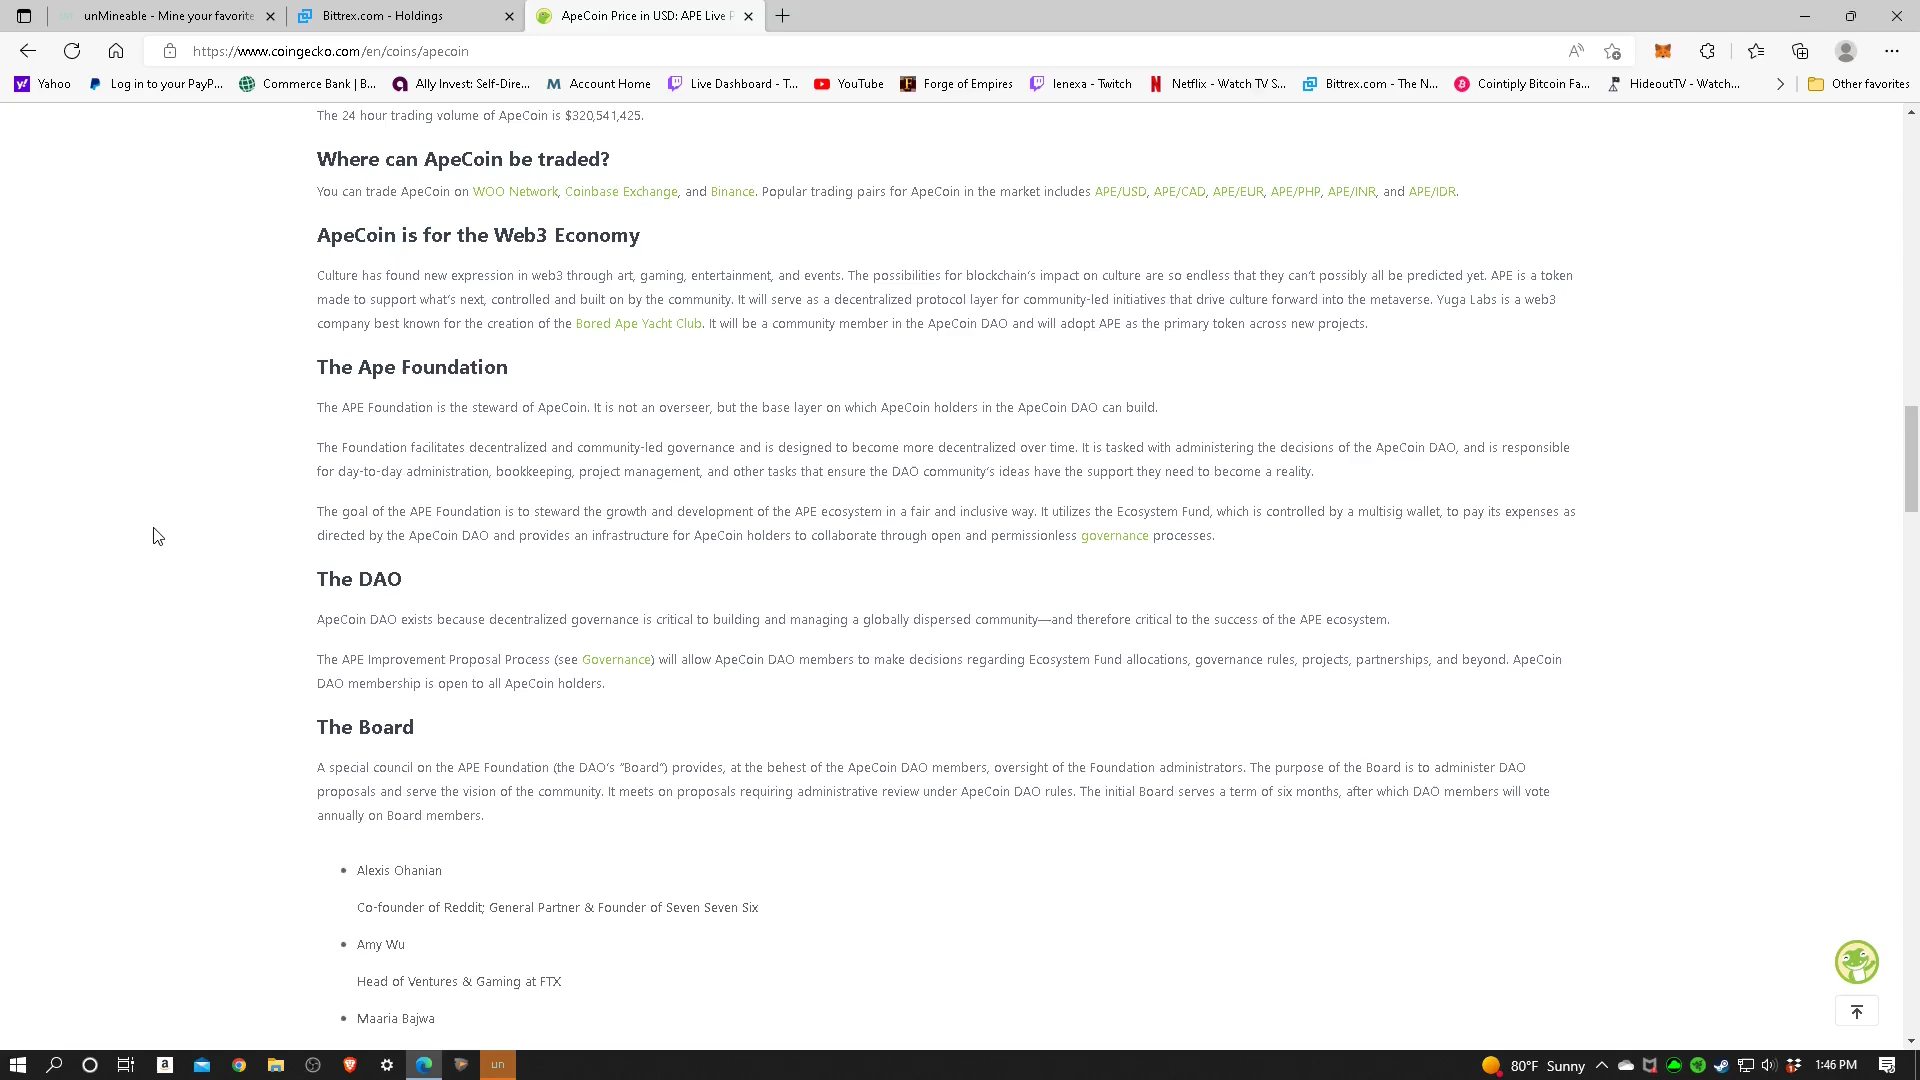 unMineable - Mine your favorite
Bittrex.com - Holdings
ApeCoin Price in USD: APE Live P
https://www.coingecko.com/en/coins/apecoin
Yahoo
Log in to your PayP...
Commerce Bank | B...
Ally Invest: Self-Dire...
Account Home
Live Dashboard - T...
YouTube
Forge of Empires
lenexa - Twitch
Netflix - Watch TV S...
Bittrex.com - The N...
Cointiply Bitcoin Fa...
HideoutTV - Watch...
Other favorites
The 24 hour trading volume of ApeCoin is $320,541,425.
Where can ApeCoin be traded?
You can trade ApeCoin on WOO Network, Coinbase Exchange, and Binance. Popular trading pairs for ApeCoin in the market includes APE/USD, APE/CAD, APE/EUR, APE/PHP, APE/INR, and APE/IDR.
ApeCoin is for the Web3 Economy
Culture has found new expression in web3 through art, gaming, entertainment, and events. The possibilities for blockchain's impact on culture are so endless that they can't possibly all be predicted yet. APE is a token
made to support what's next, controlled and built on by the community. It will serve as a decentralized protocol layer for community-led initiatives that drive culture forward into the metaverse. Yuga Labs is a web3
company best known for the creation of the Bored Ape Yacht Club. It will be a community member in the ApeCoin DAO and will adopt APE as the primary token across new projects.
The Ape Foundation
The APE Foundation is the steward of ApeCoin. It is not an overseer, but the base layer on which ApeCoin holders in the ApeCoin DAO can build.
The Foundation facilitates decentralized and community-led governance and is designed to become more decentralized over time. It is tasked with administering the decisions of the ApeCoin DAO, and is responsible
for day-to-day administration, bookkeeping, project management, and other tasks that ensure the DAO community's ideas have the support they need to become a reality.
The goal of the APE Foundation is to steward the growth and development of the APE ecosystem in a fair and inclusive way. It utilizes the Ecosystem Fund, which is controlled by a multisig wallet, to pay its expenses as
directed by the ApeCoin DAO and provides an infrastructure for ApeCoin holders to collaborate through open and permissionless governance processes.
The DAO
ApeCoin DAO exists because decentralized governance is critical to building and managing a globally dispersed community—and therefore critical to the success of the APE ecosystem.
The APE Improvement Proposal Process (see Governance) will allow ApeCoin DAO members to make decisions regarding Ecosystem Fund allocations, governance rules, projects, partnerships, and beyond. ApeCoin
DAO membership is open to all ApeCoin holders.
The Board
A special council on the APE Foundation (the DAO's "Board") provides, at the behest of the ApeCoin DAO members, oversight of the Foundation administrators. The purpose of the Board is to administer DAO
proposals and serve the vision of the community. It meets on proposals requiring administrative review under ApeCoin DAO rules. The initial Board serves a term of six months, after which DAO members will vote
annually on Board members.
Alexis Ohanian
Co-founder of Reddit; General Partner & Founder of Seven Seven Six
Amy Wu
Head of Ventures & Gaming at FTX
Maaria Bajwa
un
80°F Sunny
1:46 PM